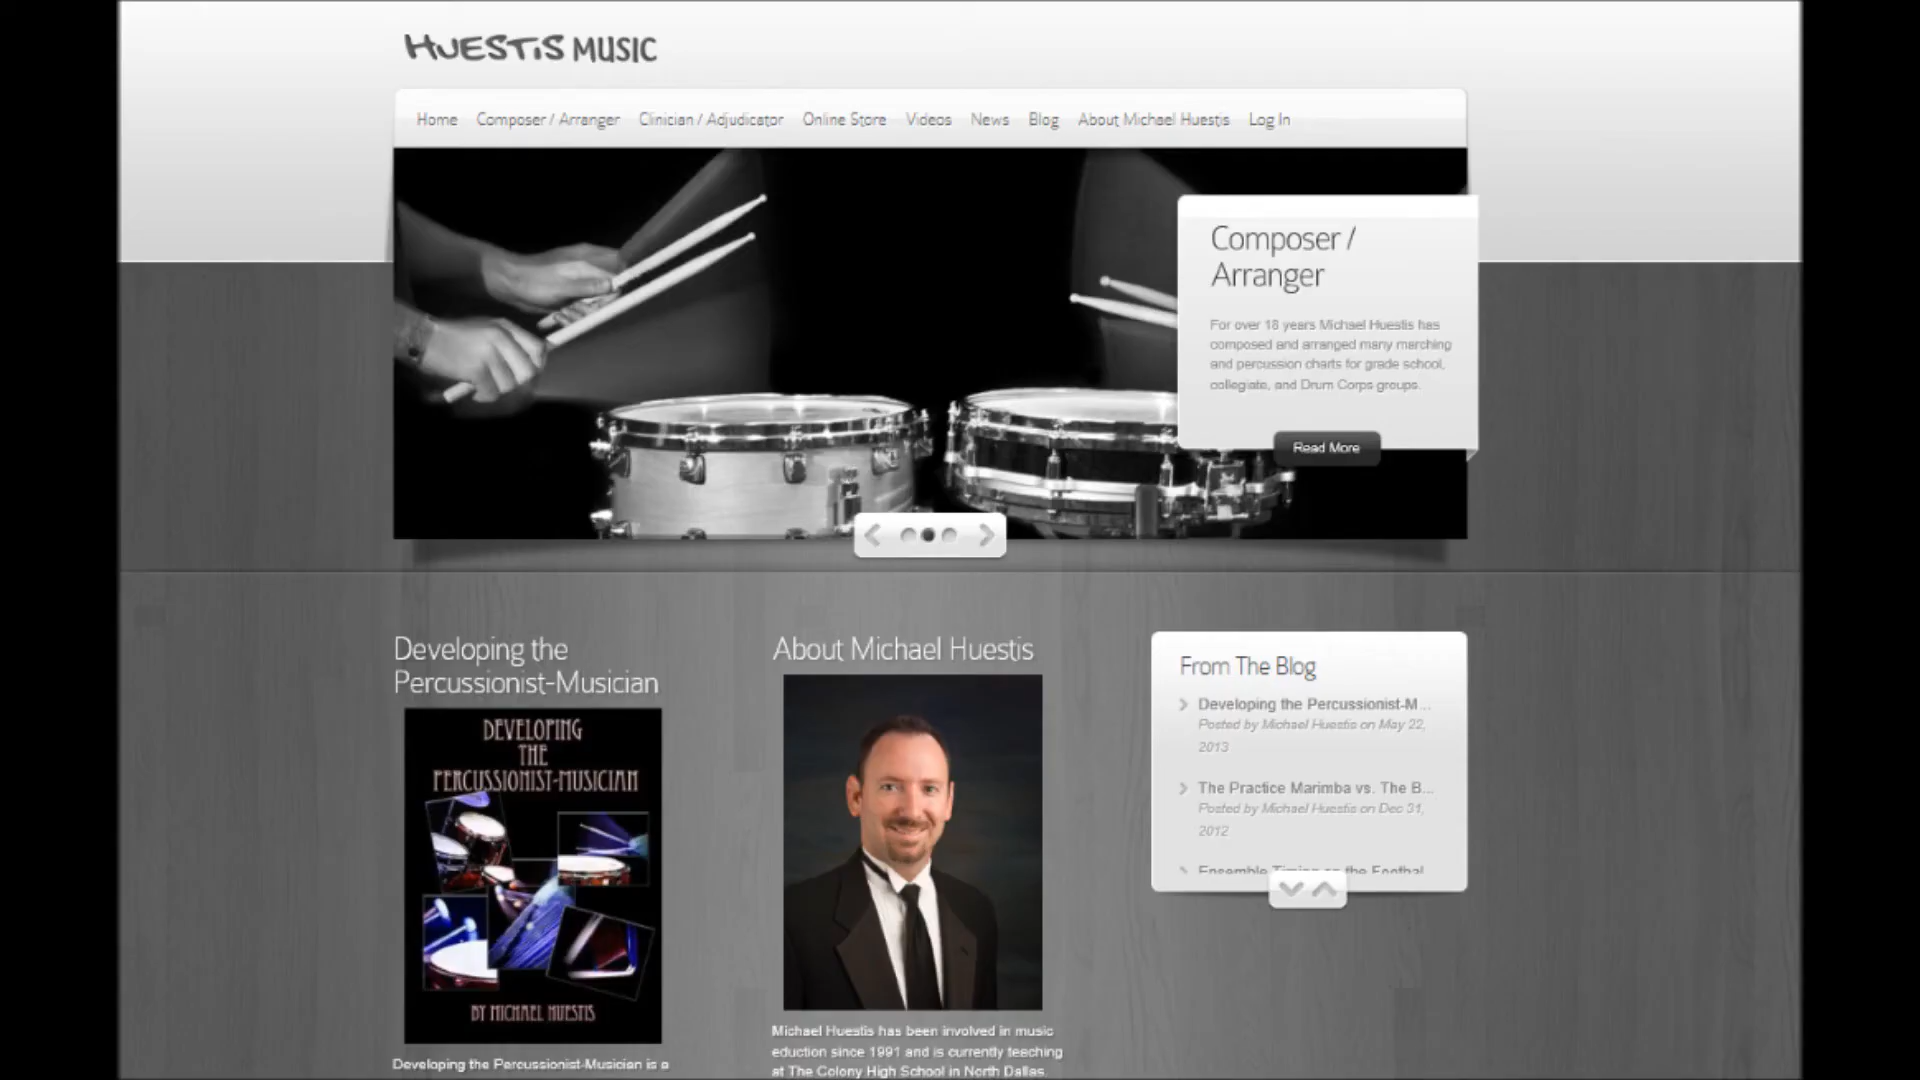 HUESTIS MUSIC
Home Composer / Arranger Clinician / Adjudicator Online Store Videos News Blog About Michael Huestis Log In
Composer /
Arranger
For over 18 years Michael Huestis has
composed and arranged many marching
and percussion charts for grade school,
collegiate, and Drum Corps groups.
Read More
Developing the
Percussionist-Musician
DEVELOPING
THE
PERCUSSIONIST-MUSICIAN
BY MICHAEL HUESTIS
Developing the Percussionist-Musician is a
About Michael Huestis
Michael Huestis has been involved in music
eduction since 1991 and is currently teaching
at The Colony High School in North Dallas.
From The Blog
Developing the Percussionist-M...
Posted by Michael Huestis on May 22,
2013
The Practice Marimba vs. The B...
Posted by Michael Huestis on Dec 31,
2012
Ensemble Timing on the Footbal